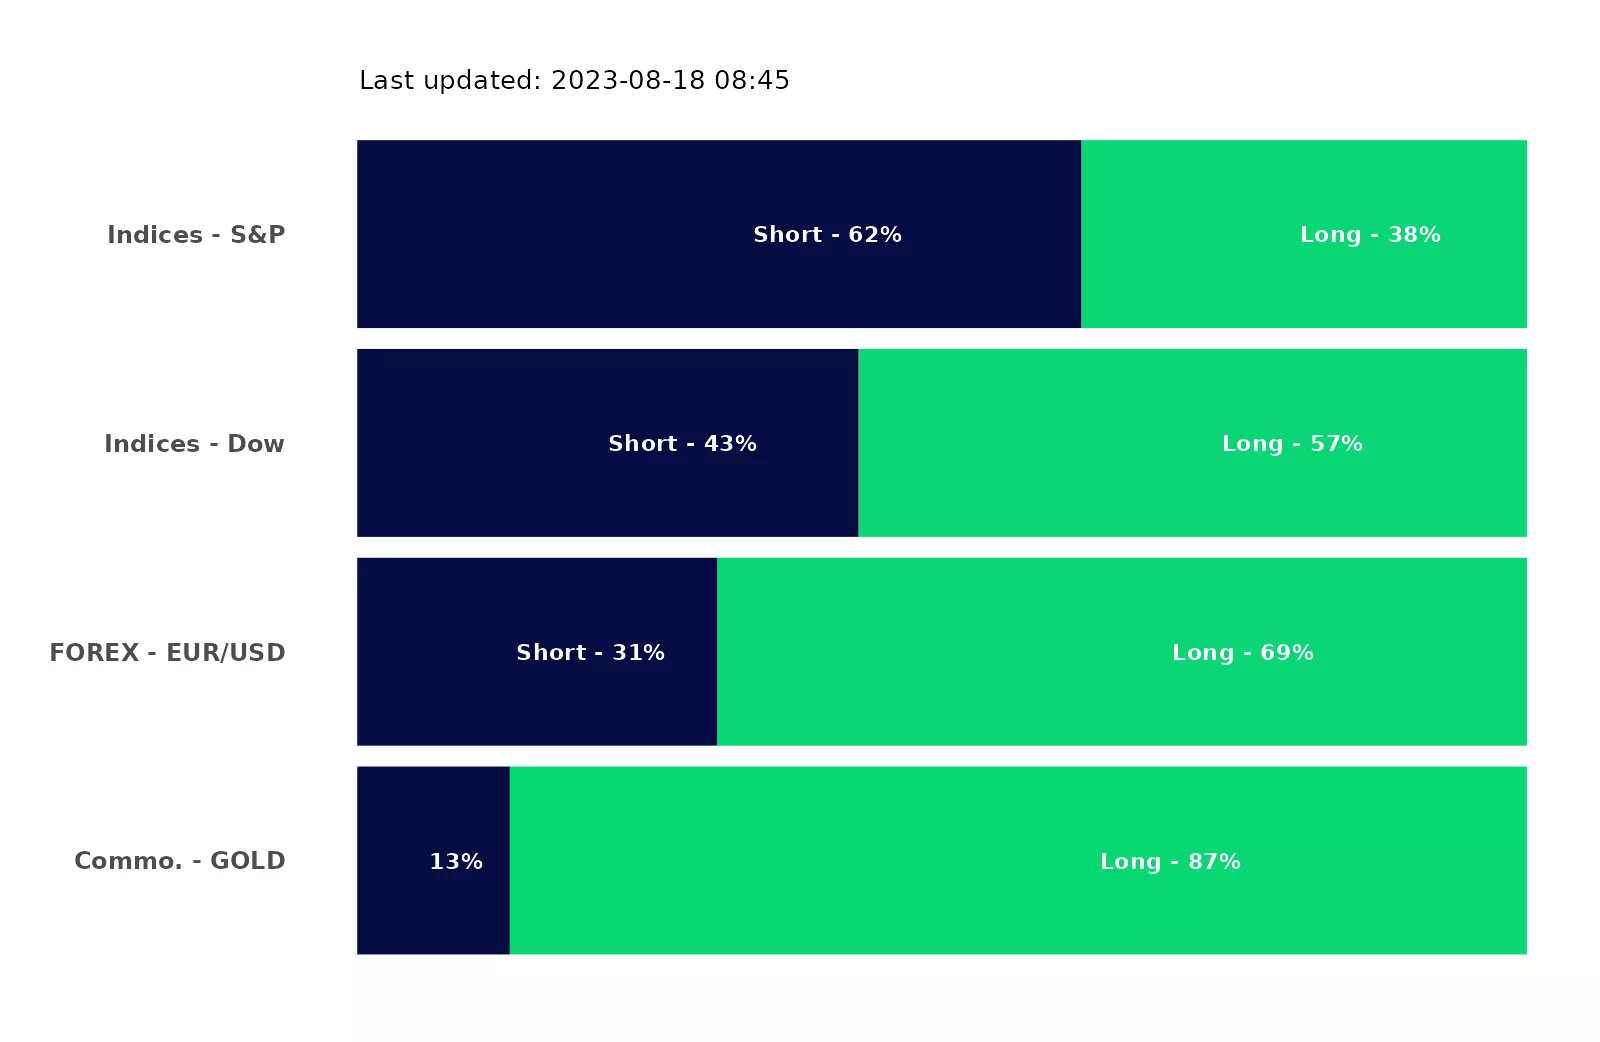 Last updated: 2023-08-18 08:45
Indices - S&P Short - 62% Long - 38%
Indices - Dow Short - 43% Long - 57%
FOREX - EUR/USD Short - 31% Long - 69%
Commo. - GOLD 13% Long - 87%